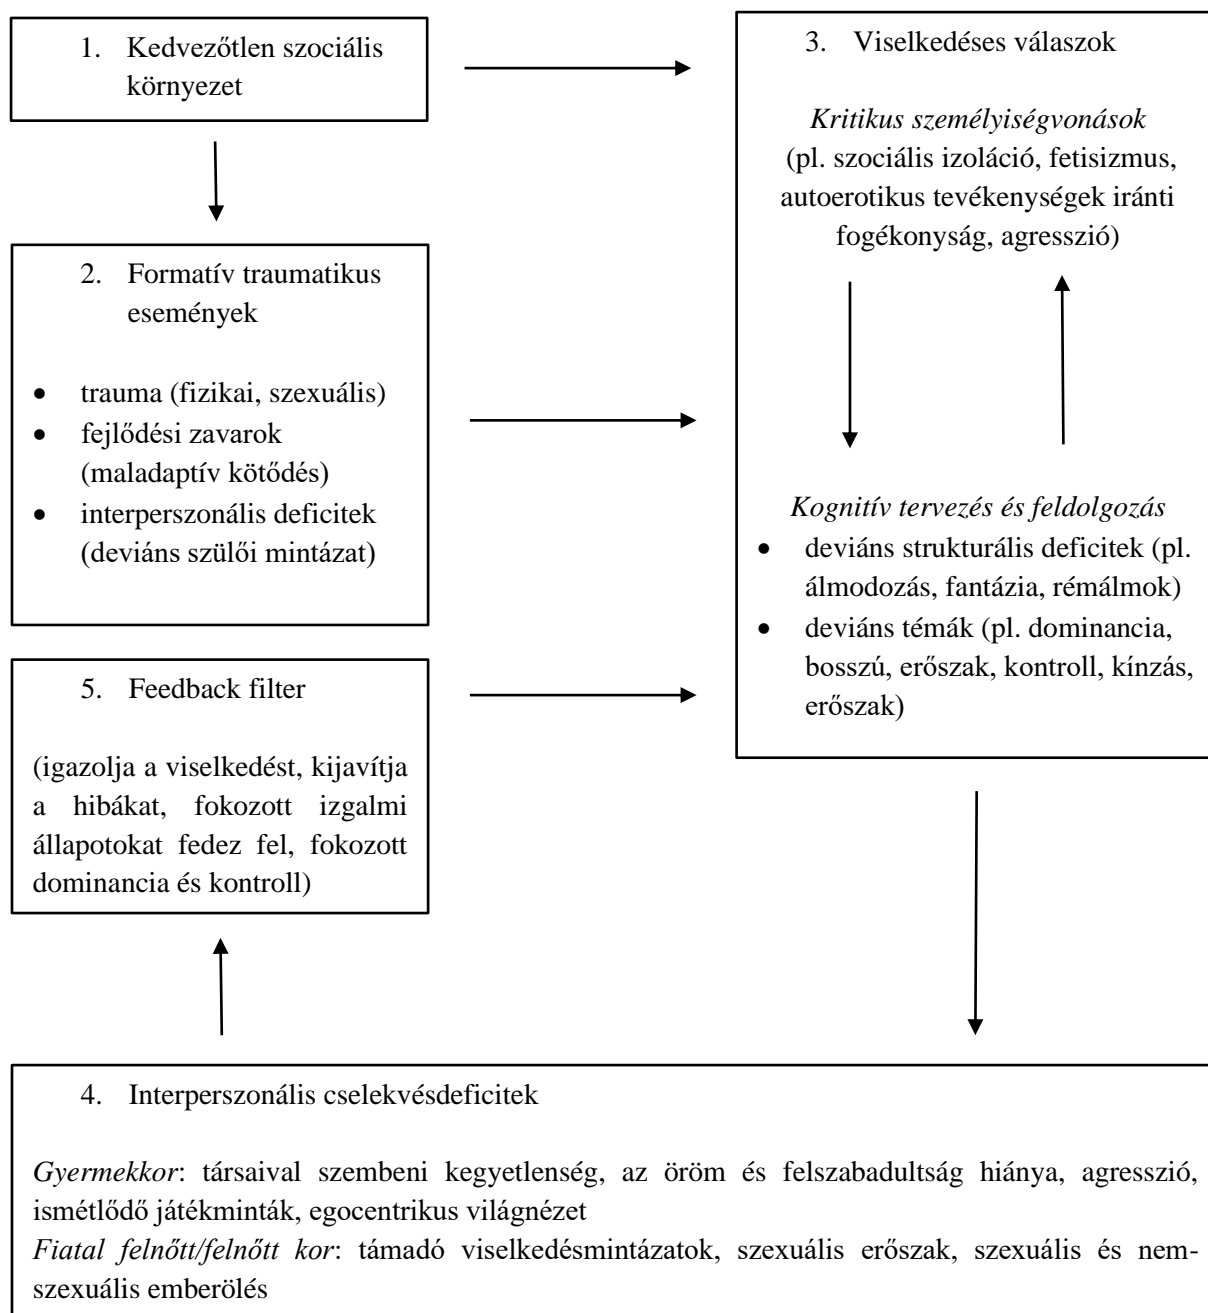 1. Kedvezőtlen szociális
környezet
2. Formatív traumatikus
események
• trauma (fizikai, szexuális)
• fejlődési zavarok
(maladaptív kötődés)
• interperszonális deficitek
(deviáns szülői mintázat)
3. Viselkedéses válaszok
Kritikus személyiségvonások
(pl. szociális izoláció, fetisizmus,
autoerotikus tevékenységek iránti
fogékonyság, agresszió)
Kognitív tervezés és feldolgozás
• deviáns strukturális deficitek (pl.
álmodozás, fantázia, rémálmok)
• deviáns témák (pl. dominancia,
bosszú, erőszak, kontroll, kínzás,
erőszak)
5. Feedback filter
(igazolja a viselkedést, kijavítja
a hibákat, fokozott izgalmi
állapotokat fedez fel, fokozott
dominancia és kontroll)
4. Interperszonális cselekvésdeficitek
Gyermekkor: társaival szembeni kegyetlenség, az öröm és felszabadultság hiánya, agresszió,
ismétlődő játékminták, egocentrikus világnézet
Fiatal felnőtt/felnőtt kor: támadó viselkedésmintázatok, szexuális erőszak, szexuális és nem-
szexuális emberölés